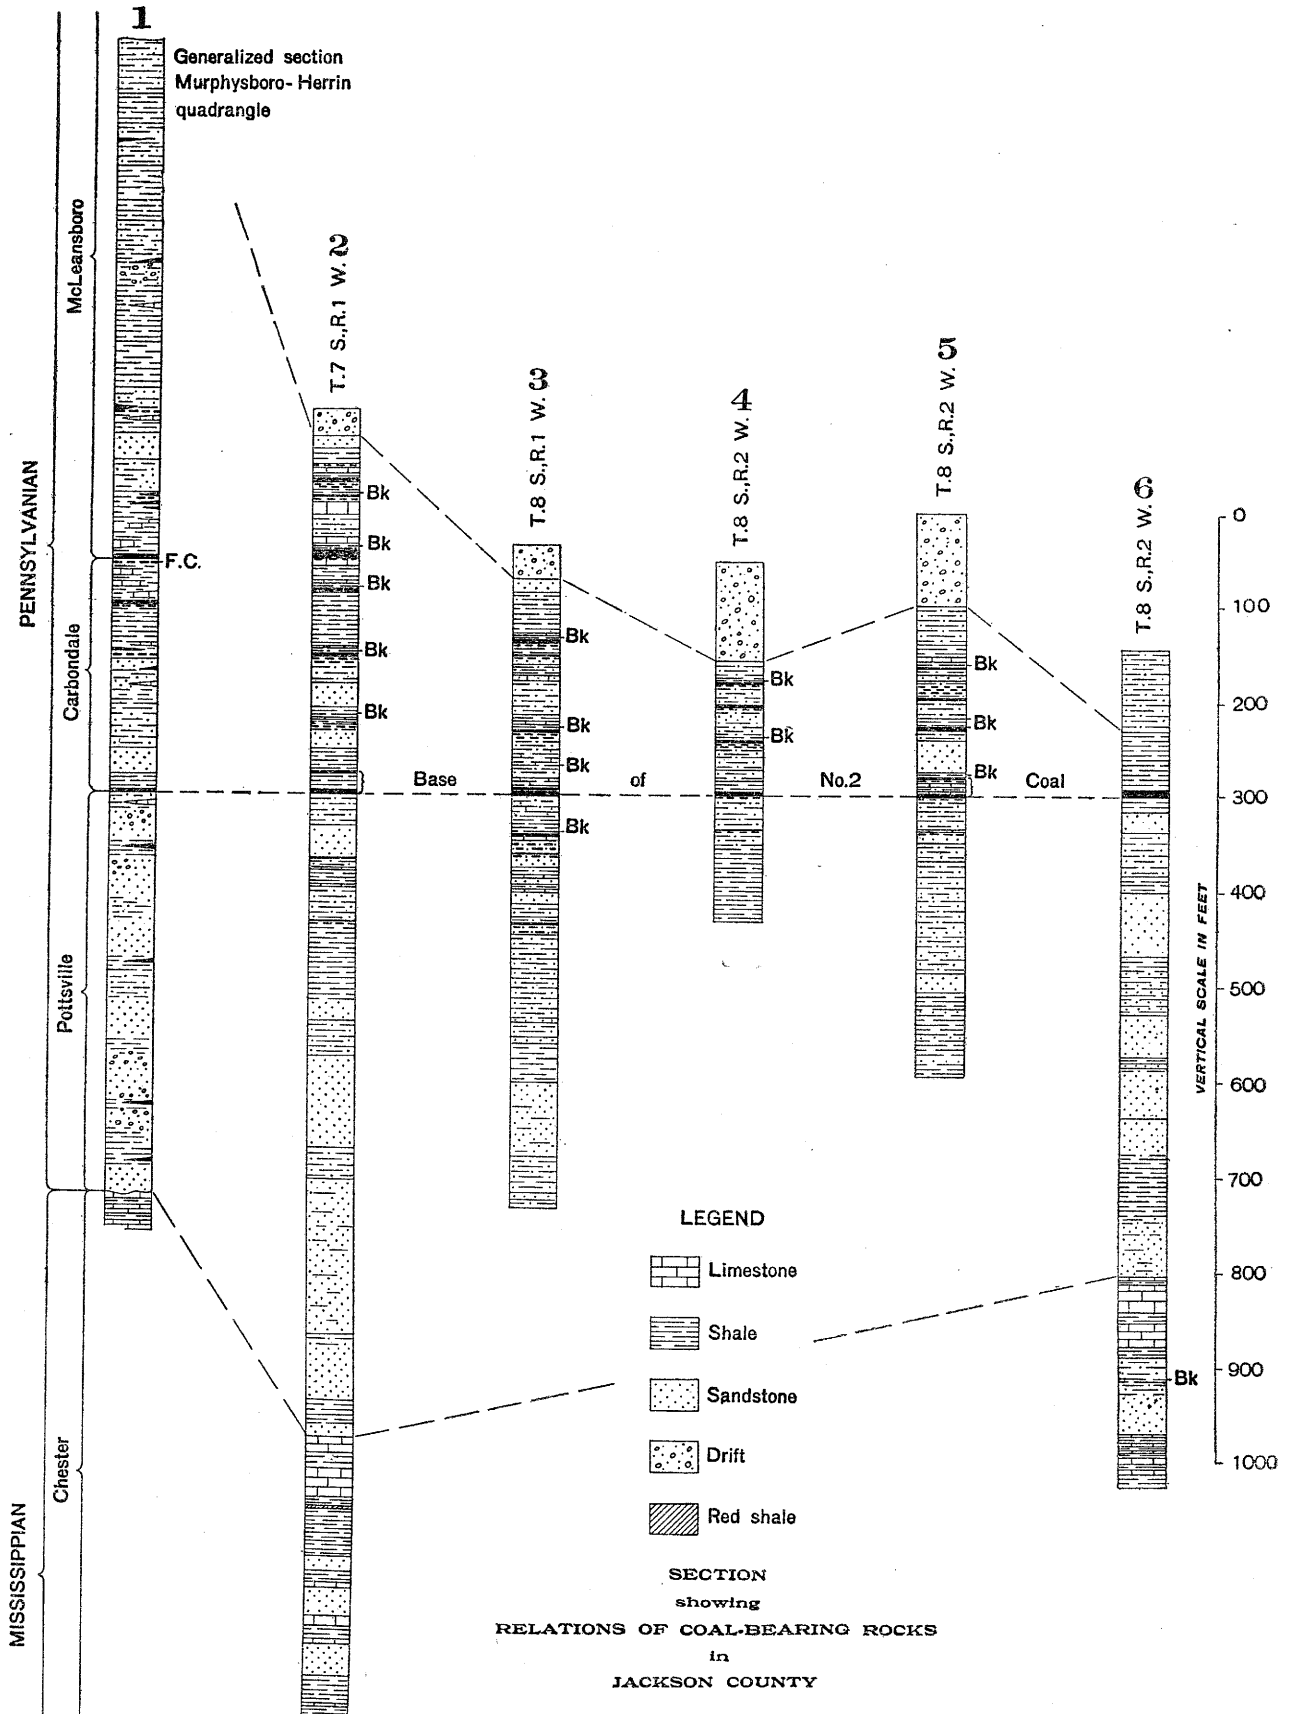 1
Generalized section
Murphysboro-Herrin
quadrangle
PENNSYLVANIAN
McLeansboro
Carbondale
Pottsville
MISSISSIPPIAN
Chester
F.C.
T.7 S.,R.1 W. 2
Bk
Bk
Bk
Bk
Bk
T.8 S.,R.1 W. 3
Bk
Bk
Bk
Bk
T.8 S.,R.2 W. 4
Bk
Bk
T.8 S.,R.2 W. 5
Bk
Bk
Bk
T.8 S.,R.2 W. 6
Bk
Base of No.2 Coal
0
100
200
300
400
500
600
700
800
900
1000
VERTICAL SCALE IN FEET
LEGEND
Limestone
Shale
Sandstone
Drift
Red shale
SECTION
showing
RELATIONS OF COAL-BEARING ROCKS
in
JACKSON COUNTY